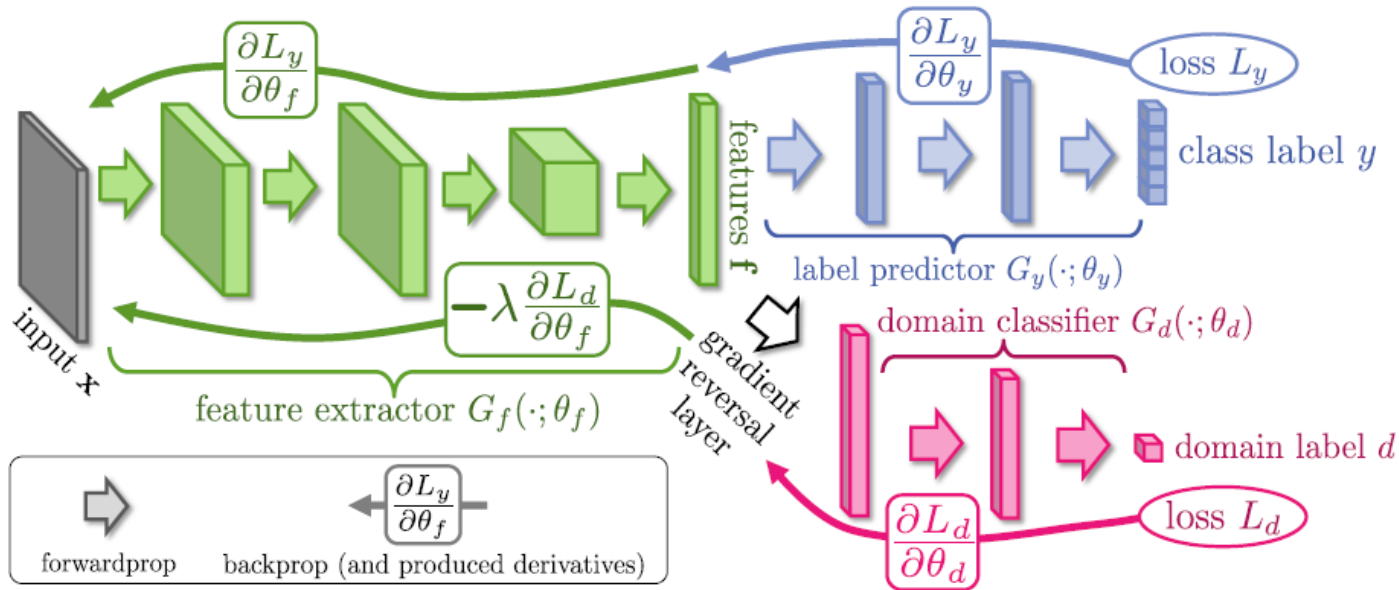 ∂L_y/∂θ_f
∂L_y/∂θ_y
loss L_y
features f
class label y
label predictor G_y(·;θ_y)
input x
−λ ∂L_d/∂θ_f
feature extractor G_f(·;θ_f)
gradient
reversal
layer
domain classifier G_d(·;θ_d)
domain label d
∂L_d/∂θ_d
loss L_d
forwardprop
∂L_y/∂θ_f
backprop (and produced derivatives)